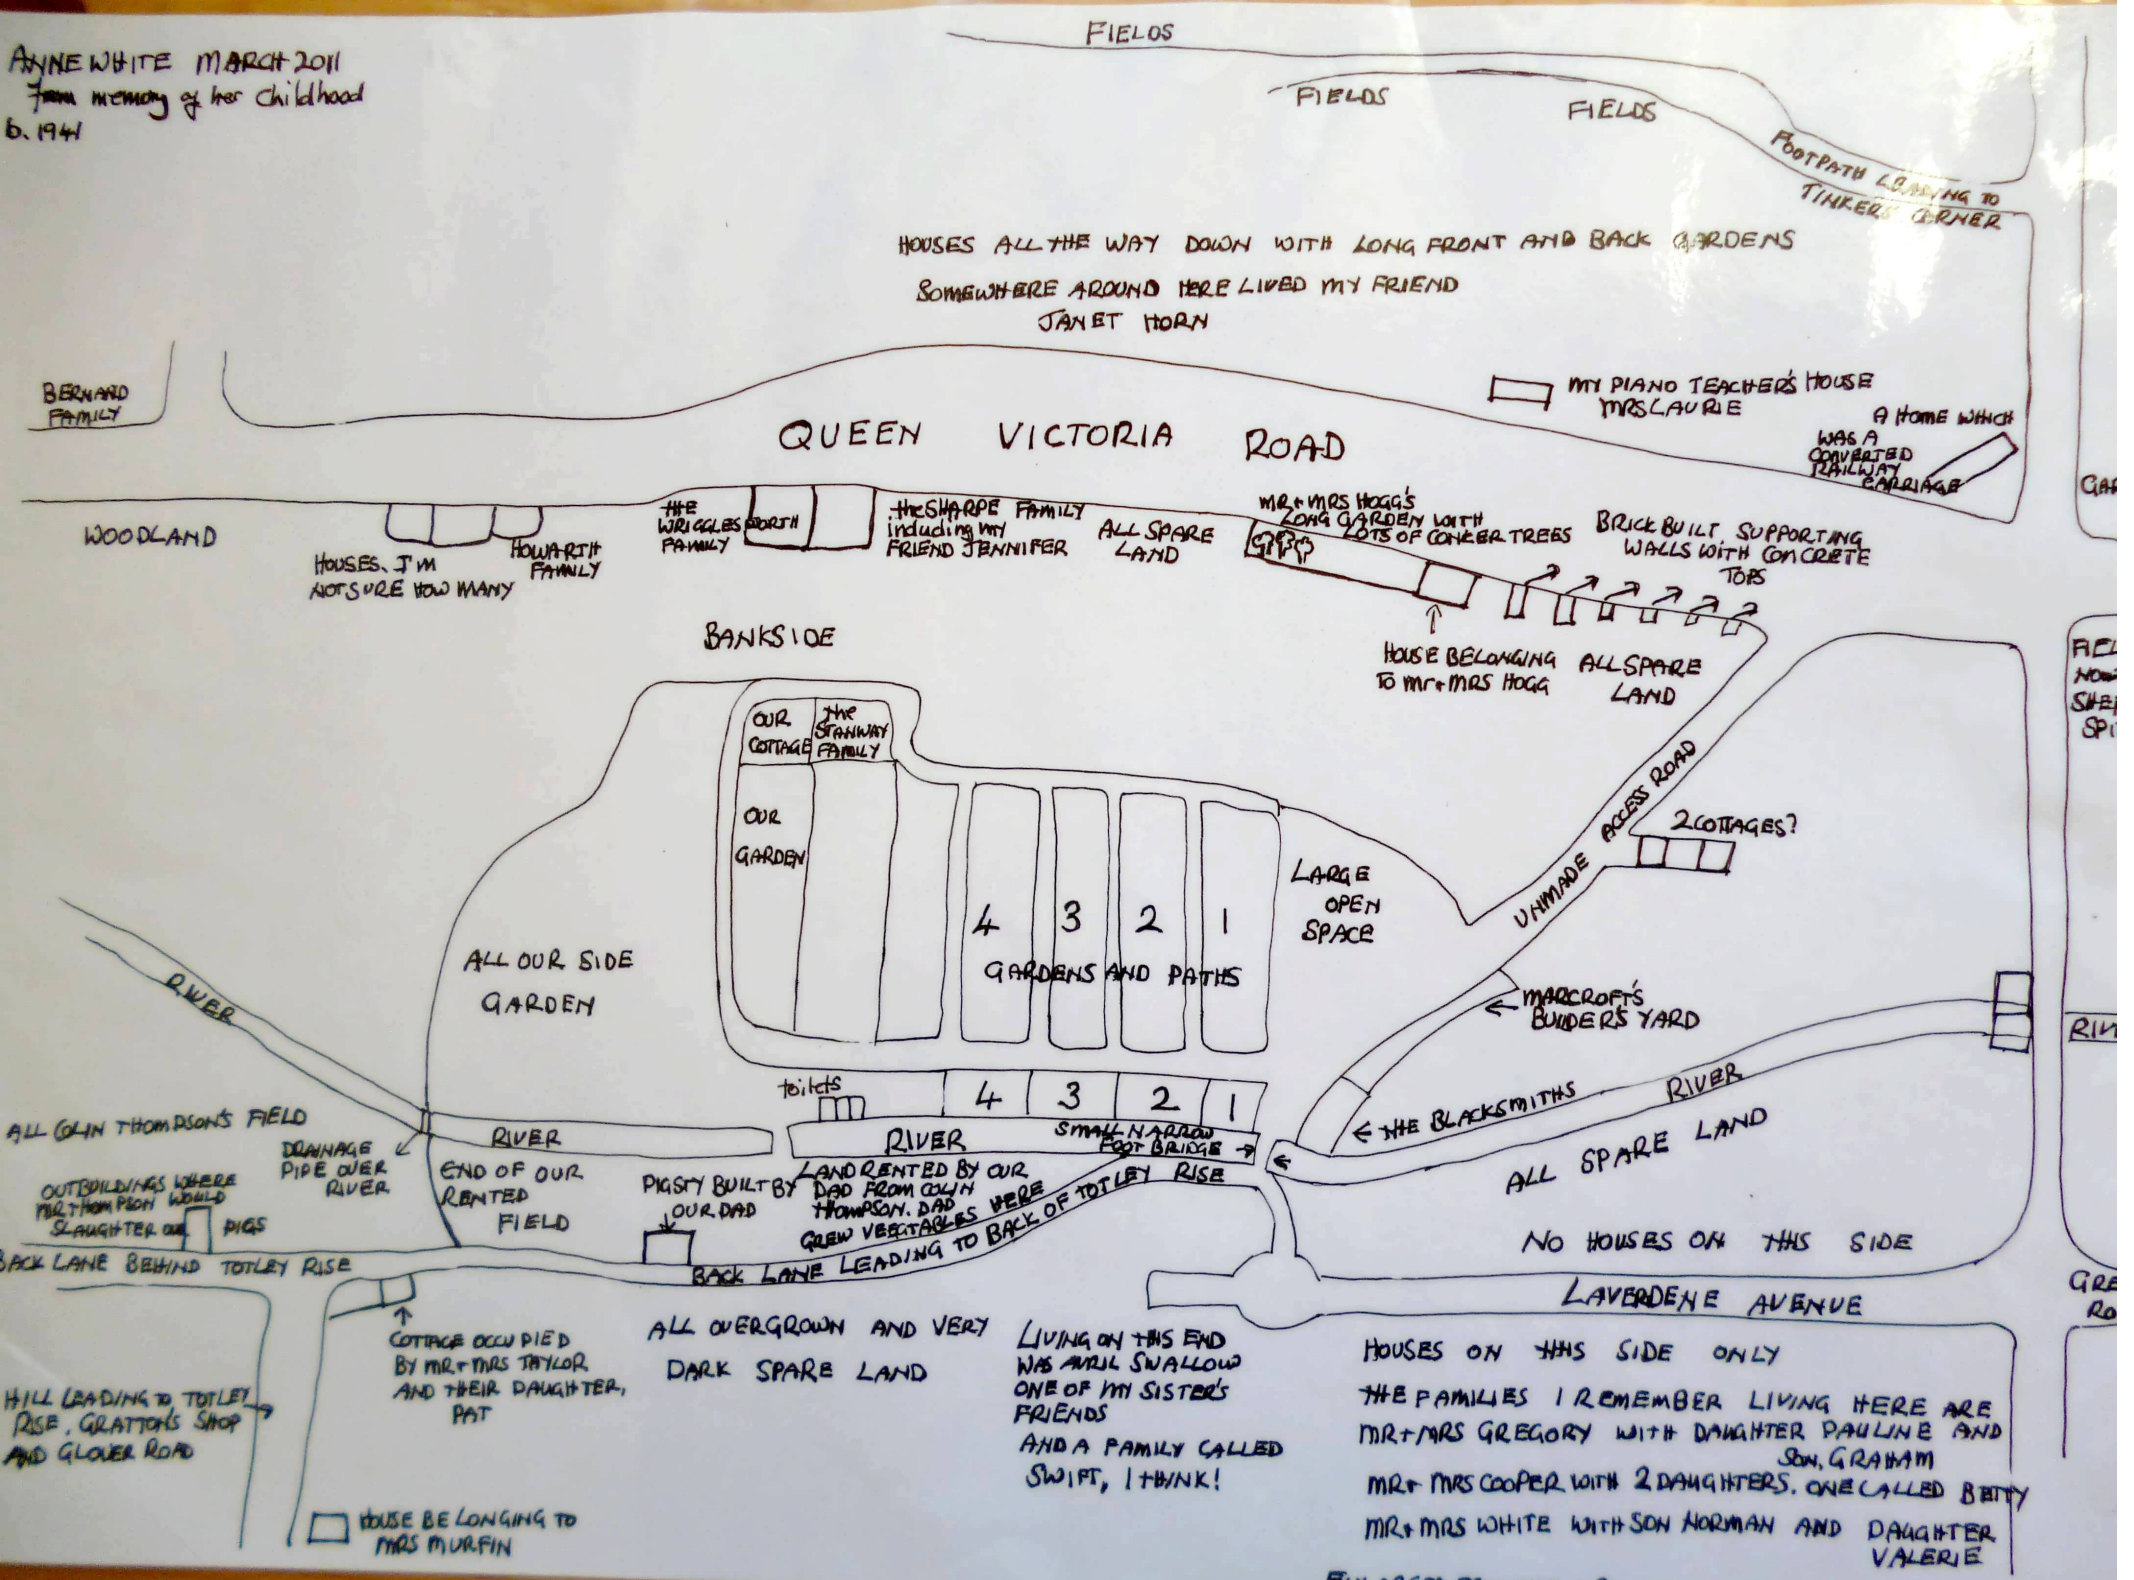 ANNE WHITE MARCH 2011
From memory of her childhood
b. 1941
FIELDS
FIELDS
FIELDS
FOOTPATH LEADING TO
TINKERS CORNER
HOUSES ALL THE WAY DOWN WITH LONG FRONT AND BACK GARDENS
SOMEWHERE AROUND HERE LIVED MY FRIEND
JANET HORN
BERNARD
FAMILY
MY PIANO TEACHER'S HOUSE
MRS LAURIE
A HOME WHICH
WAS A
CONVERTED
RAILWAY
CARRIAGE
QUEEN VICTORIA ROAD
GAR
WOODLAND
HOUSES. I'M
NOT SURE HOW MANY
HOWARTH
FAMILY
THE
WRIGGLESWORTH
FAMILY
the SHARPE FAMILY
including my
FRIEND JENNIFER
ALL SPARE
LAND
MR + MRS HOGG'S
LONG GARDEN WITH
LOTS OF CONKER TREES
BRICK BUILT SUPPORTING
WALLS WITH CONCRETE
TOPS
BANKSIDE
HOUSE BELONGING
TO Mr + MRS HOGG
ALL SPARE
LAND
FIEL
NOW
SHE
SPI
OUR
COTTAGE
the
STANWAY
FAMILY
OUR
GARDEN
UNMADE ACCESS ROAD
2 COTTAGES?
LARGE
OPEN
SPACE
4 3 2 1
GARDENS AND PATHS
ALL OUR SIDE
GARDEN
RIVER
MARCROFT'S
BUILDER'S YARD
RIV
toilets
4 3 2 1
THE BLACKSMITHS
RIVER
ALL SPARE LAND
ALL COLIN THOMPSON'S FIELD
DRAINAGE
PIPE OVER
RIVER
RIVER
RIVER
SMALL NARROW
FOOT BRIDGE
OUTBUILDINGS WHERE
MR THOMPSON WOULD
SLAUGHTER OUR PIGS
END OF OUR
RENTED
FIELD
PIGSTY BUILT BY
OUR DAD
LAND RENTED BY OUR
DAD FROM COLIN
THOMPSON. DAD
GREW VEEGTABLES HERE
BACK LANE BEHIND TOTLEY RISE
BACK LANE LEADING TO BACK OF TOTLEY RISE
NO HOUSES ON THIS SIDE
LAVERDENE AVENUE
GRE
RO
COTTAGE OCCUPIED
BY MR + MRS TAYLOR
AND THEIR DAUGHTER,
PAT
ALL OVERGROWN AND VERY
DARK SPARE LAND
LIVING ON THIS END
WAS AVRIL SWALLOW
ONE OF MY SISTER'S
FRIENDS
AND A FAMILY CALLED
SWIFT, I THINK!
HOUSES ON THIS SIDE ONLY
THE FAMILIES I REMEMBER LIVING HERE ARE
MR + MRS GREGORY WITH DAUGHTER PAULINE AND
SON, GRAHAM
MR + MRS COOPER WITH 2 DAUGHTERS. ONE CALLED BETTY
MR + MRS WHITE WITH SON NORMAN AND DAUGHTER
VALERIE
HILL LEADING TO TOTLEY
RISE, GRATTON'S SHOP
AND GLOVER ROAD
HOUSE BELONGING TO
MRS MURFIN